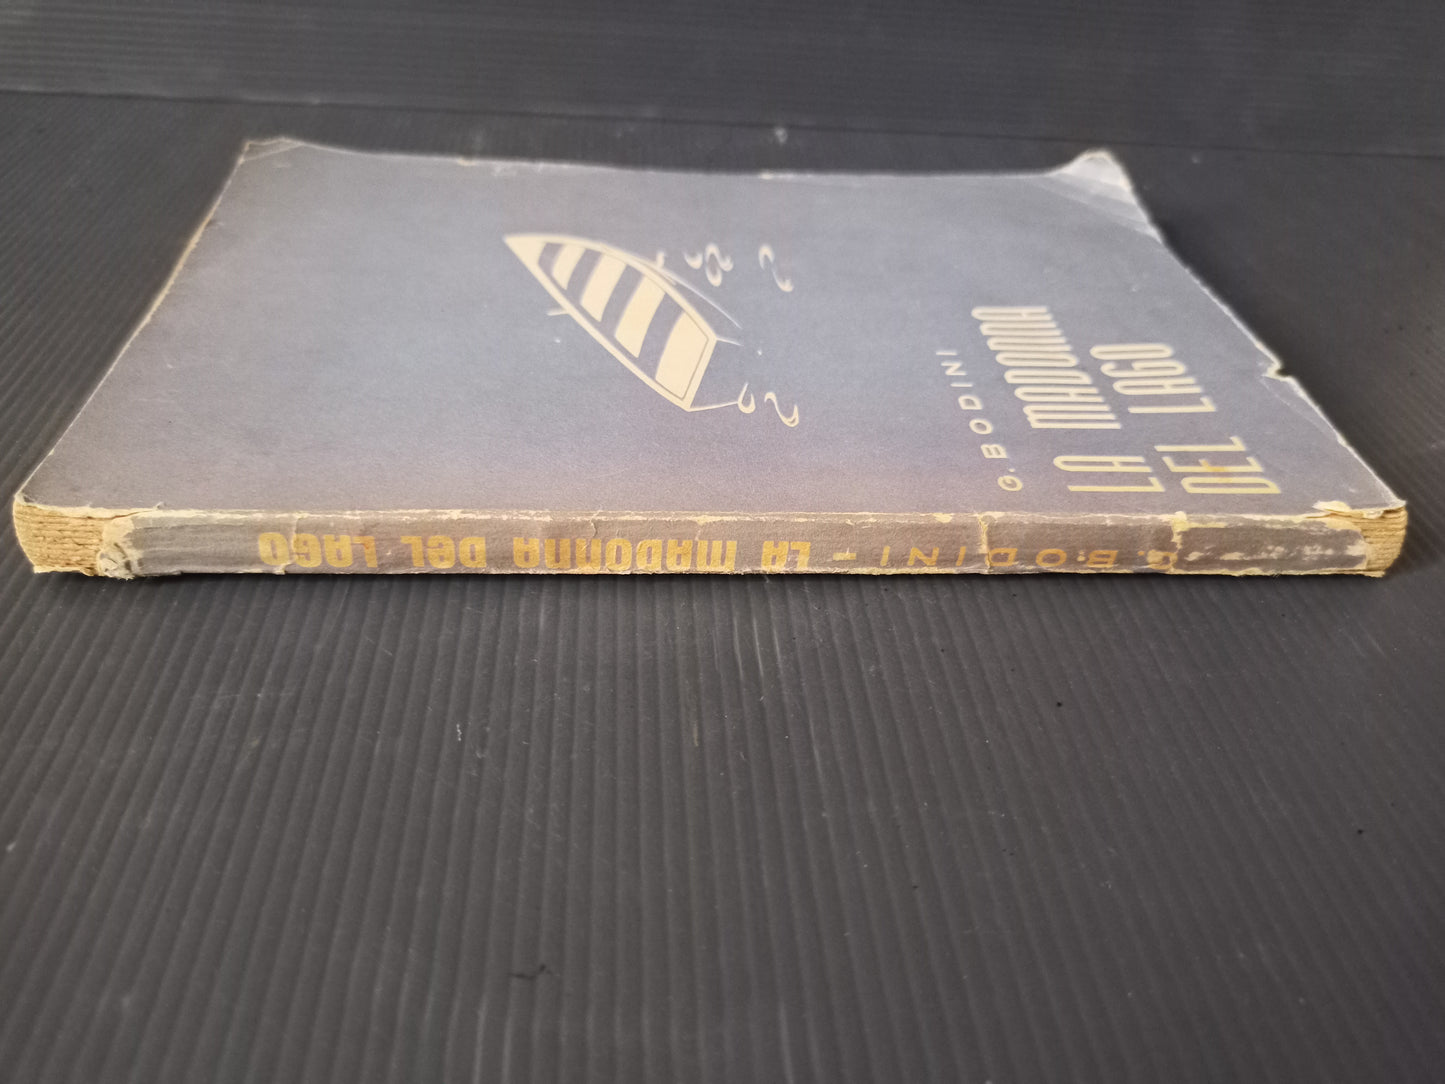 G. BODINI
LA MADONNA
DEL LAGO
G. BODINI - LA MADONNA DEL LAGO